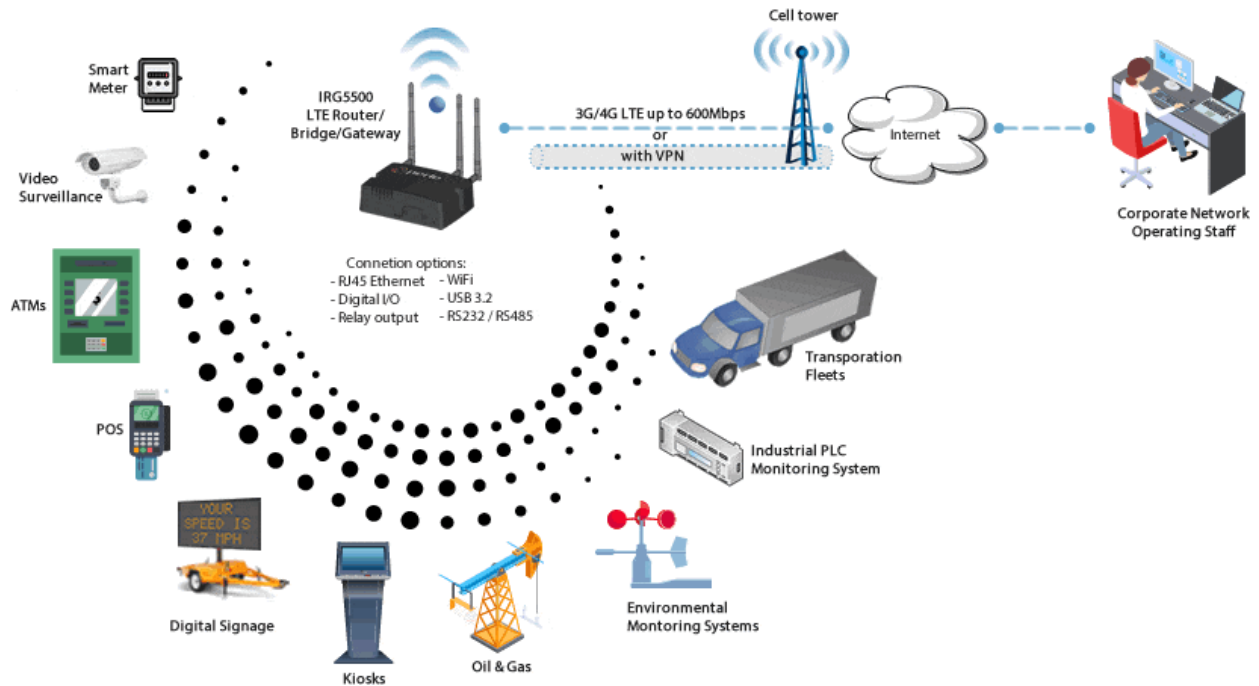 Cell tower
Smart
Meter
IRG5500
LTE Router/
Bridge/Gateway
3G/4G LTE up to 600Mbps
or
with VPN
Internet
Video
Surveillance
Corporate Network
Operating Staff
Connetion options:
- RJ45 Ethernet - WiFi
- Digital I/O - USB 3.2
- Relay output - RS232 / RS485
ATMs
Transporation
Fleets
POS
Industrial PLC
Monitoring System
YOUR
SPEED IS
37 MPH
Digital Signage
Environmental
Montoring Systems
Oil & Gas
Kiosks